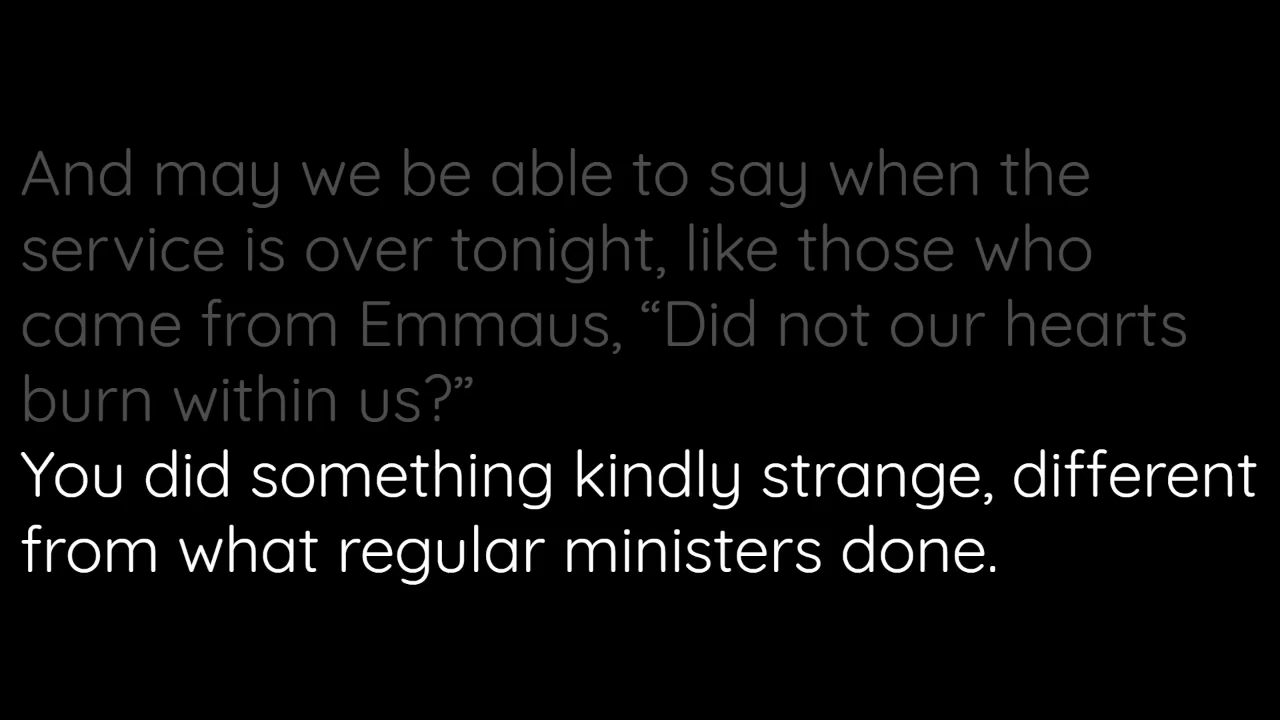 And may we be able to say when the
service is over tonight, like those who
came from Emmaus, “Did not our hearts
burn within us?”
You did something kindly strange, different
from what regular ministers done.